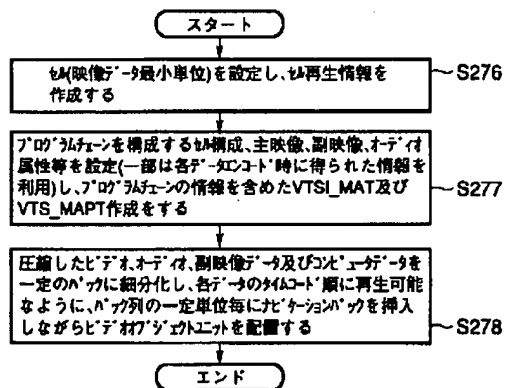 スタート
ｾﾙ(映像ﾃﾞｰﾀ最小単位)を設定し､ｾﾙ再生情報を
作成する
S276
ﾌﾟﾛｸﾞﾗﾑﾁｪｰﾝを構成するｾﾙ構成､主映像､副映像､ｵｰﾃﾞｨｵ
属性等を設定(一部は各ﾃﾞｰﾀｴﾝｺｰﾄﾞ時に得られた情報を
利用)し､ﾌﾟﾛｸﾞﾗﾑﾁｪｰﾝの情報を含めたVTSI_MAT及び
VTS_MAPT作成をする
S277
圧縮したﾋﾞﾃﾞｵ､ｵｰﾃﾞｨｵ､副映像ﾃﾞｰﾀ及びｺﾝﾋﾟｭｰﾀﾃﾞｰﾀを
一定のﾊﾟｯｸに細分化し､各ﾃﾞｰﾀのﾀｲﾑｺｰﾄﾞ順に再生可能
なように､ﾊﾟｯｸ列の一定単位毎にﾅﾋﾞｹﾞｰｼｮﾝﾊﾟｯｸを挿入
しながらﾋﾞﾃﾞｵｵﾌﾞｼﾞｪｸﾄﾕﾆｯﾄを配置する
S278
エンド